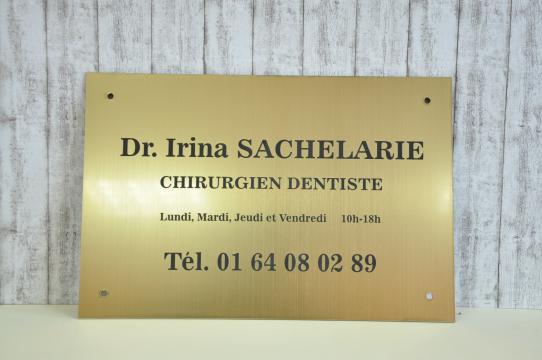 Dr. Irina SACHELARIE
CHIRURGIEN DENTISTE
Lundi, Mardi, Jeudi et Vendredi 10h-18h
Tél. 01 64 08 02 89